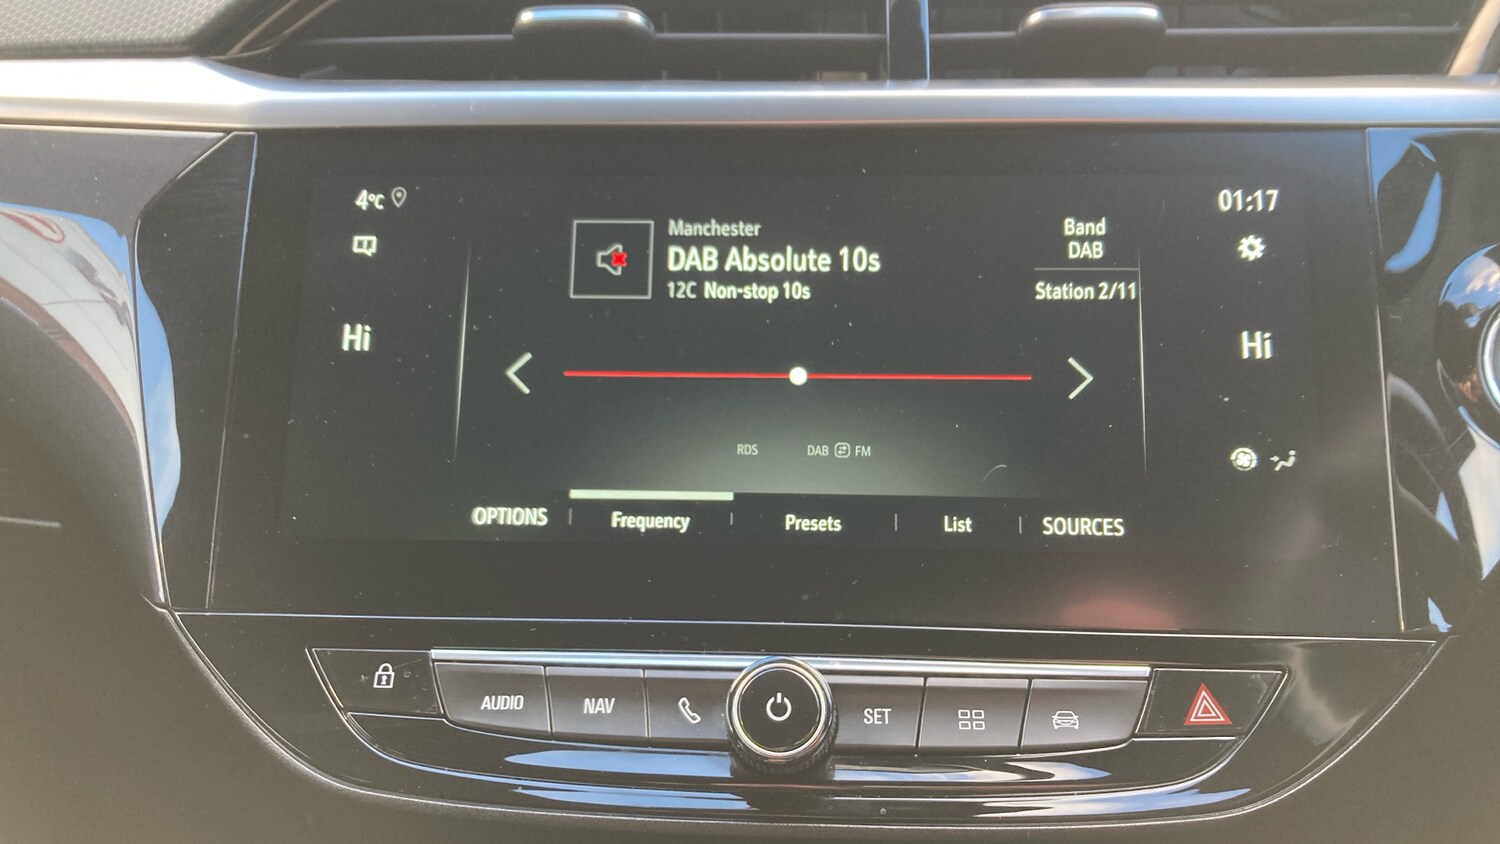 4°C
01:17
Manchester
DAB Absolute 10s
12C Non-stop 10s
Band
DAB
Station 2/11
Hi
Hi
RDS
DAB FM
OPTIONS
Frequency
Presets
List
SOURCES
AUDIO
NAV
SET